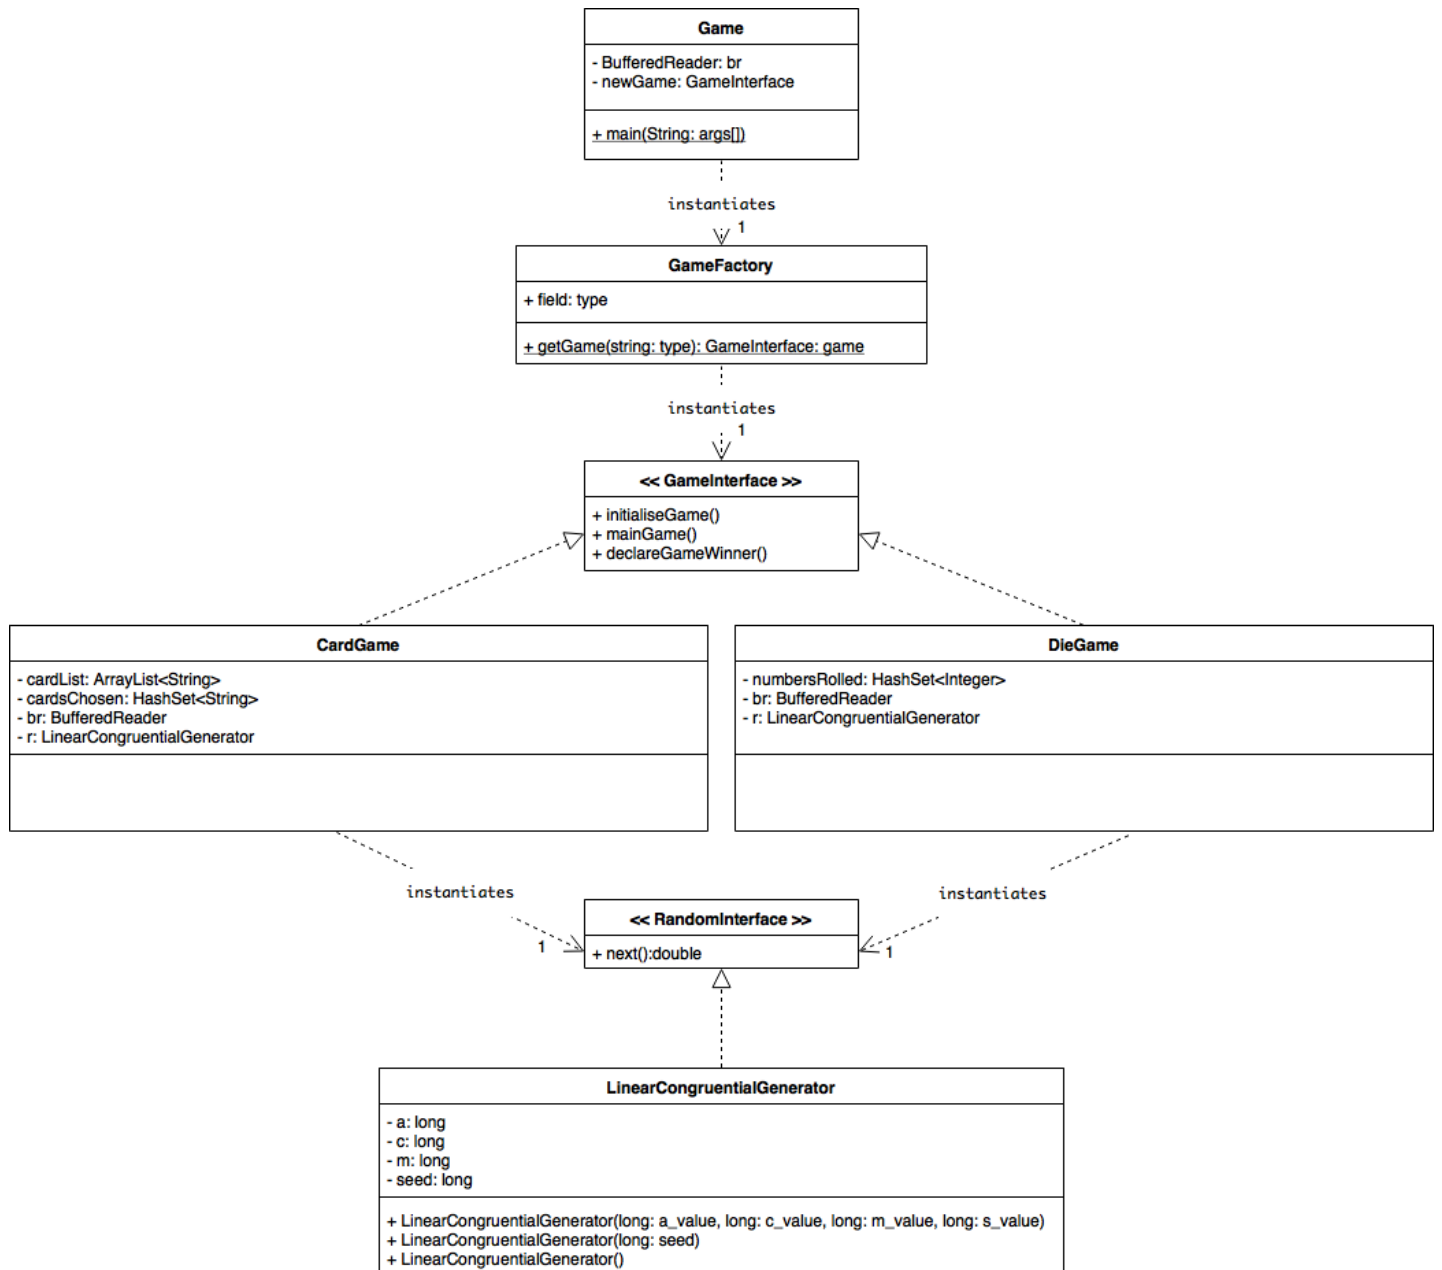 Game
- BufferedReader: br
- newGame: GameInterface
+ main(String: args[])
instantiates
1
GameFactory
+ field: type
+ getGame(string: type): GameInterface: game
instantiates
1
<< GameInterface >>
+ initialiseGame()
+ mainGame()
+ declareGameWinner()
CardGame
- cardList: ArrayList<String>
- cardsChosen: HashSet<String>
- br: BufferedReader
- r: LinearCongruentialGenerator
DieGame
- numbersRolled: HashSet<Integer>
- br: BufferedReader
- r: LinearCongruentialGenerator
instantiates
1
instantiates
1
<< RandomInterface >>
+ next():double
LinearCongruentialGenerator
- a: long
- c: long
- m: long
- seed: long
+ LinearCongruentialGenerator(long: a_value, long: c_value, long: m_value, long: s_value)
+ LinearCongruentialGenerator(long: seed)
+ LinearCongruentialGenerator()